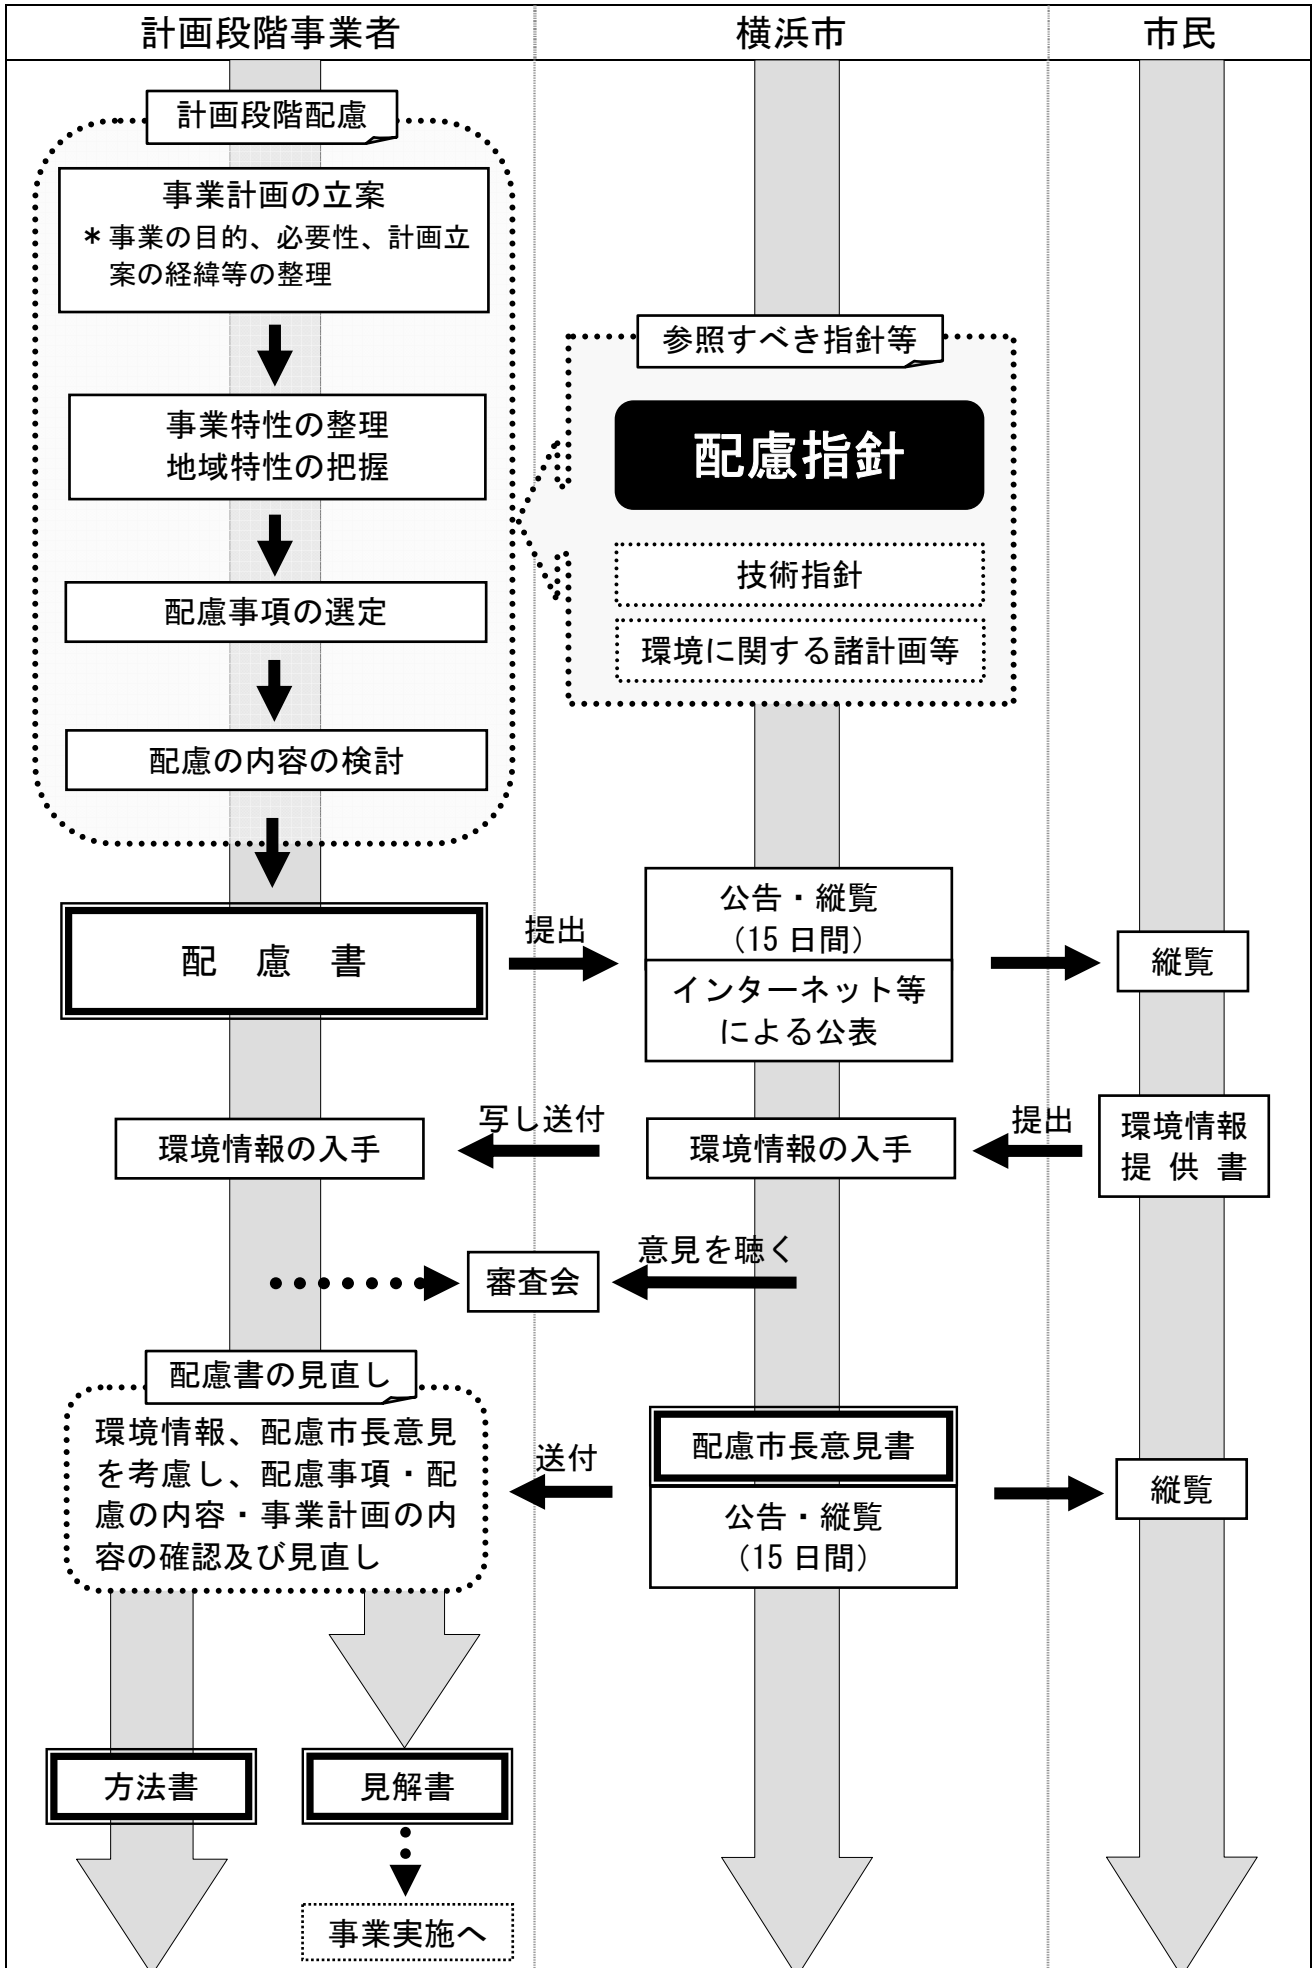 計画段階事業者
横浜市
市民
計画段階配慮
事業計画の立案
＊事業の目的、必要性、計画立
案の経緯等の整理
参照すべき指針等
配慮指針
事業特性の整理
地域特性の把握
技術指針
配慮事項の選定
環境に関する諸計画等
配慮の内容の検討
配　慮　書
提出
公告・縦覧
（15 日間）
インターネット等
による公表
縦覧
環境情報の入手
写し送付
環境情報の入手
提出
環境情報
提 供 書
審査会
意見を聴く
配慮書の見直し
環境情報、配慮市長意見
を考慮し、配慮事項・配
慮の内容・事業計画の内
容の確認及び見直し
送付
配慮市長意見書
公告・縦覧
（15 日間）
縦覧
方法書
見解書
事業実施へ